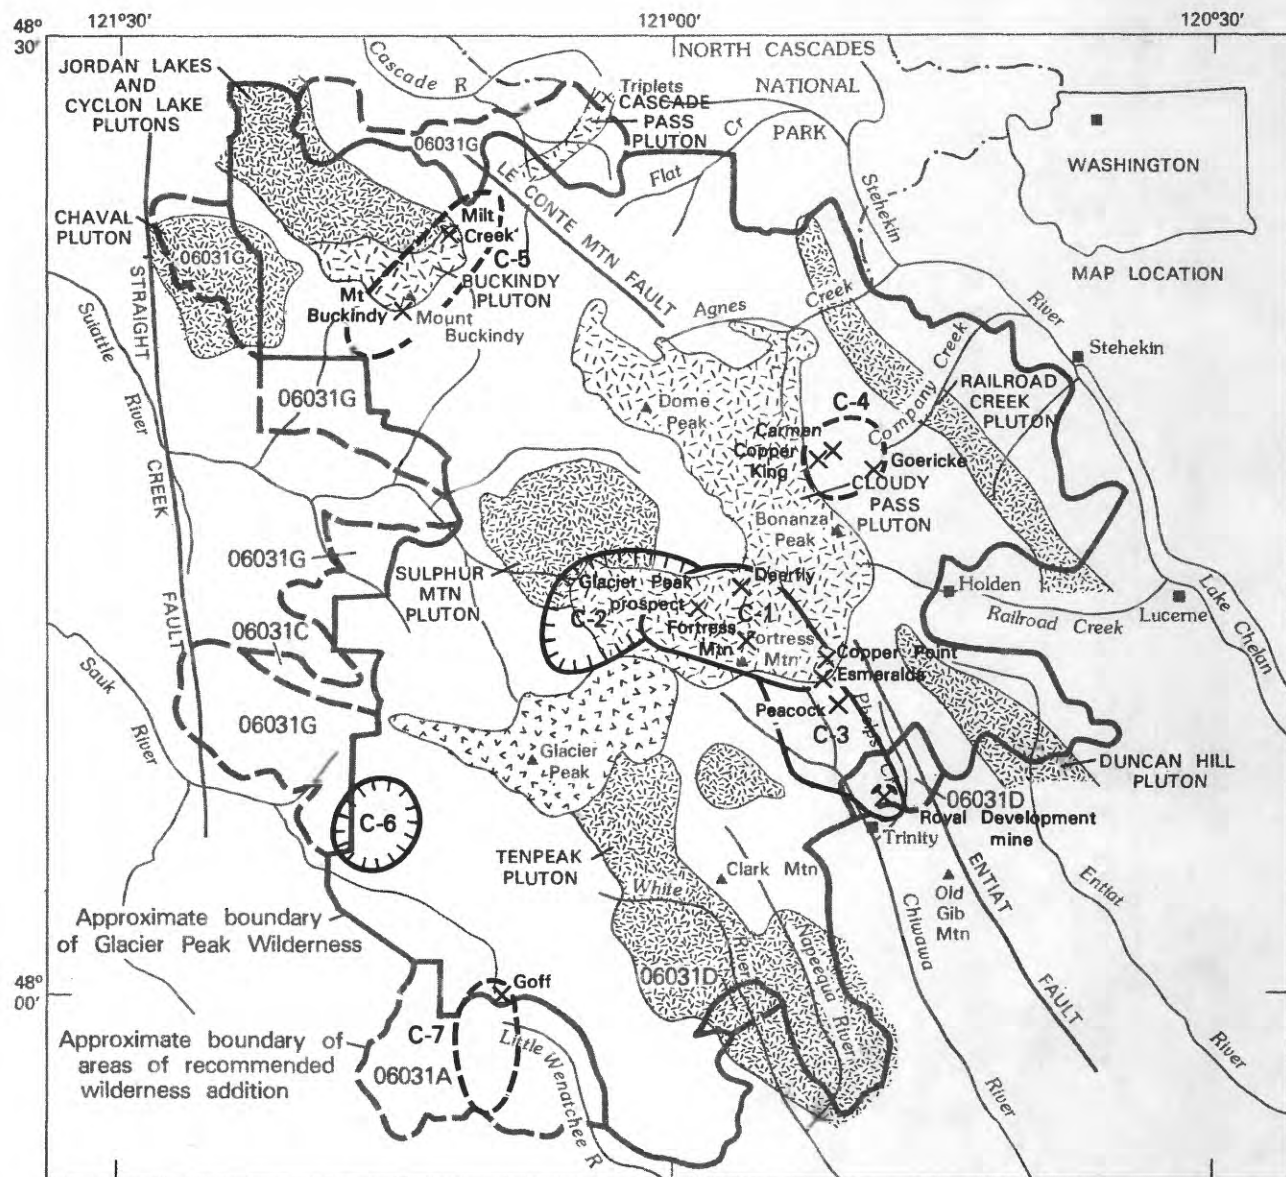 48°
30'
121°30'
121°00'
120°30'
JORDAN LAKES
AND
CYCLON LAKE
PLUTONS
Cascade R
Triplets
CASCADE
PASS
PLUTON
NORTH CASCADES
NATIONAL
PARK
WASHINGTON
MAP LOCATION
06031G
06031G
Flat Cr
Stehekin
River
LE CONTE MTN FAULT
CHAVAL
PLUTON
06031G
Milt
Creek
C-5
BUCKINDY
PLUTON
Mt
Buckindy
Mount
Buckindy
Agnes Creek
Stehekin
Suiattle
River
STRAIGHT
CREEK
FAULT
06031G
Dome
Peak
C-4
Carmen
Copper
King
Goericke
Company Creek
RAILROAD
CREEK
PLUTON
CLOUDY
PASS
PLUTON
Bonanza
Peak
06031G
SULPHUR
MTN
PLUTON
Glacier Peak
prospect
Deerfly
C-1
C-2
Fortress
Mtn
Fortress
Mtn
Holden
Railroad Creek
Lucerne
Lake Chelan
06031C
Copper Point
Esmeralda
Peacock
C-3
Phelps Cr
Sauk
River
06031G
Glacier
Peak
DUNCAN HILL
PLUTON
06031D
Royal Development
mine
Trinity
C-6
TENPEAK
PLUTON
Clark Mtn
White
River
Napeequa
River
Old
Gib
Mtn
ENTIAT
FAULT
Entiat
River
Chiwawa
River
Approximate boundary
of Glacier Peak Wilderness
48°
00'
06031D
Goff
Approximate boundary of
areas of recommended
wilderness addition
C-7
06031A
Little Wenatchee R